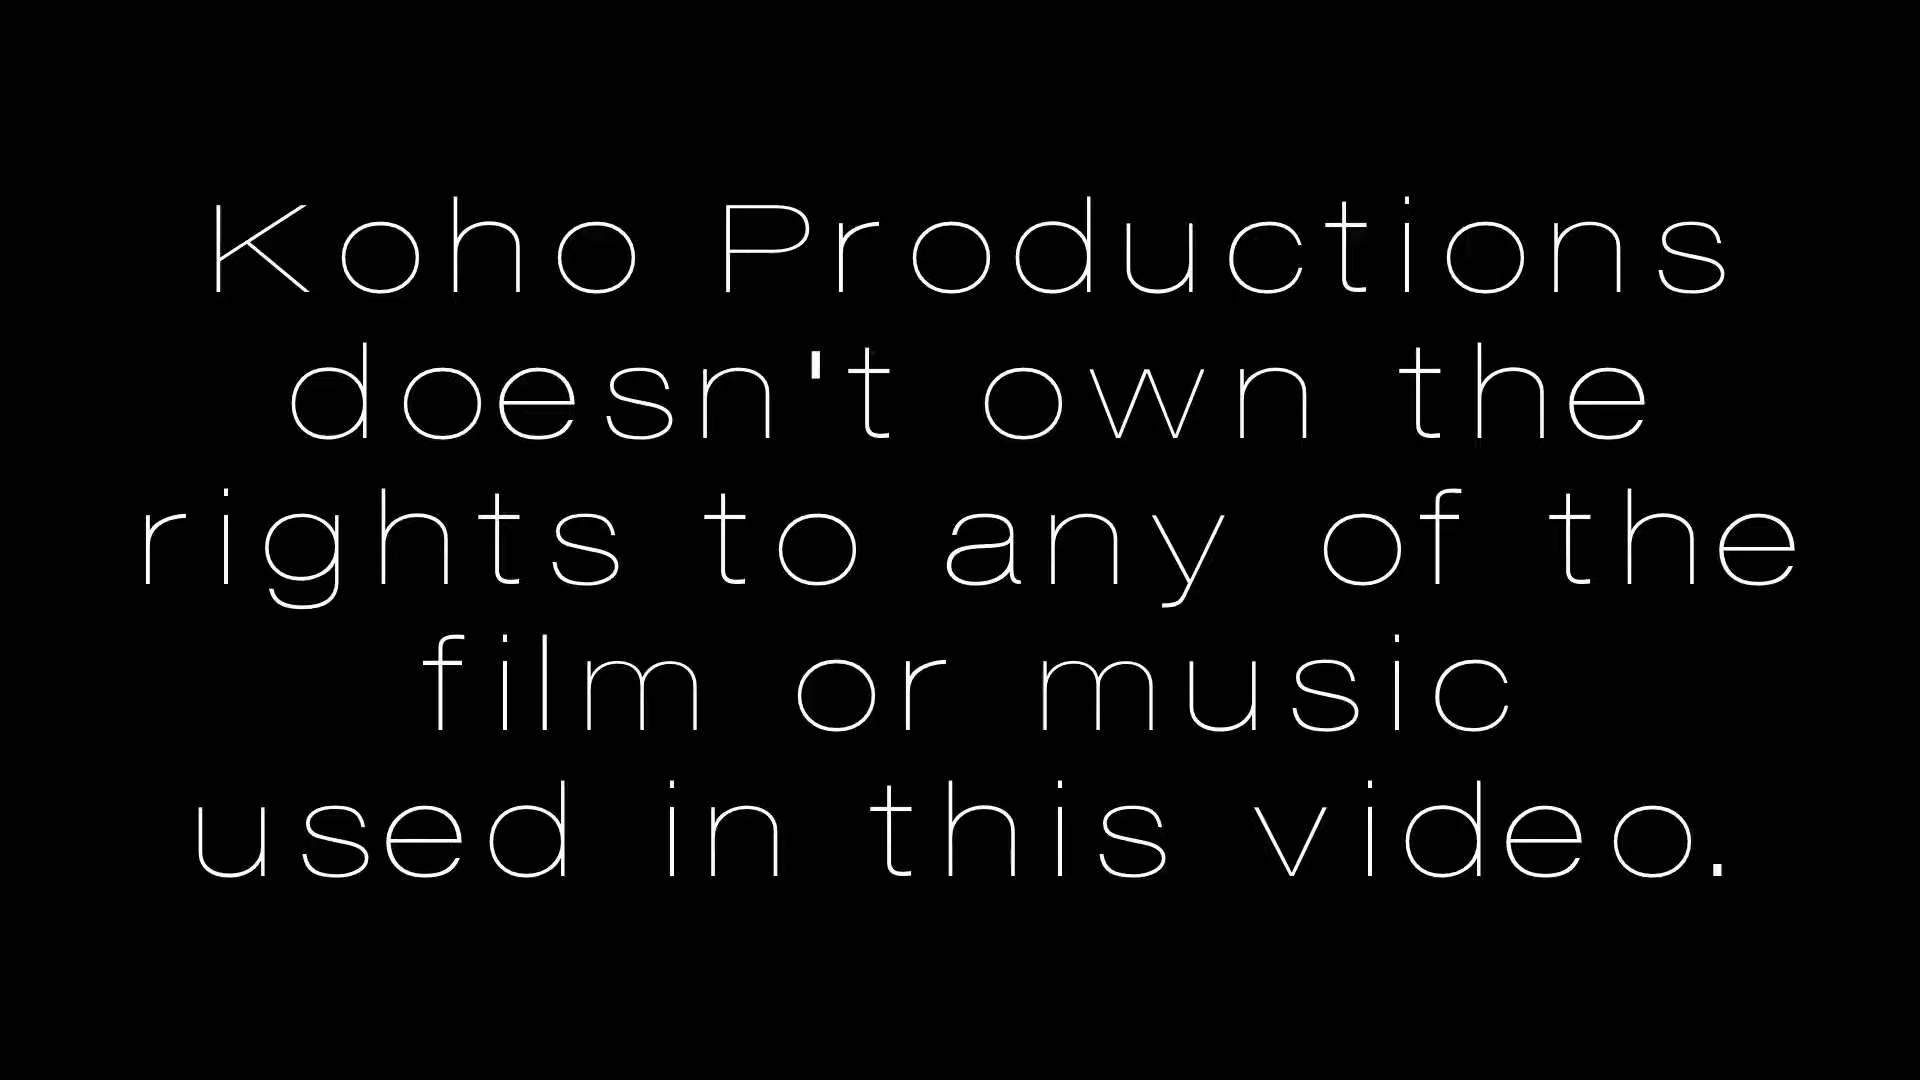 Koho Productions
doesn't own the
rights to any of the
film or music
used in this video.